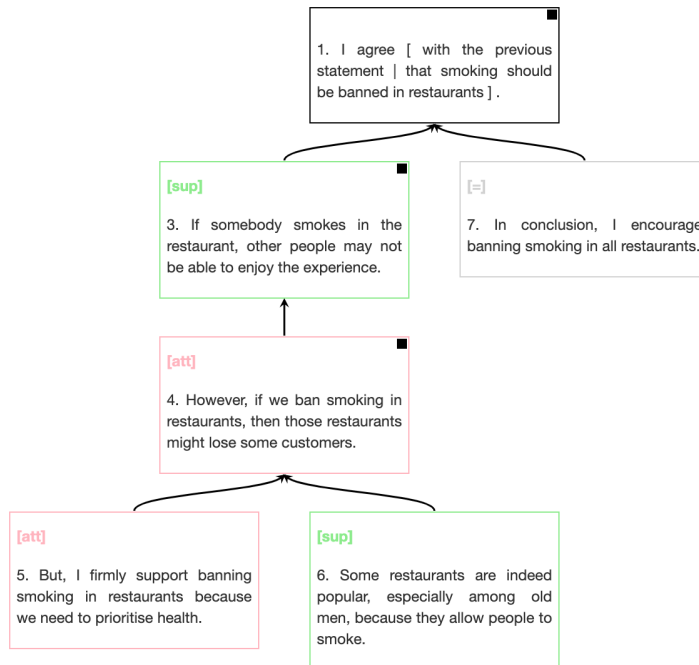 1. I agree [ with the previous
statement | that smoking should
be banned in restaurants ] .
[sup]
3. If somebody smokes in the
restaurant, other people may not
be able to enjoy the experience.
[=]
7. In conclusion, I encourage
banning smoking in all restaurants.
[att]
4. However, if we ban smoking in
restaurants, then those restaurants
might lose some customers.
[att]
5. But, I firmly support banning
smoking in restaurants because
we need to prioritise health.
[sup]
6. Some restaurants are indeed
popular, especially among old
men, because they allow people to
smoke.